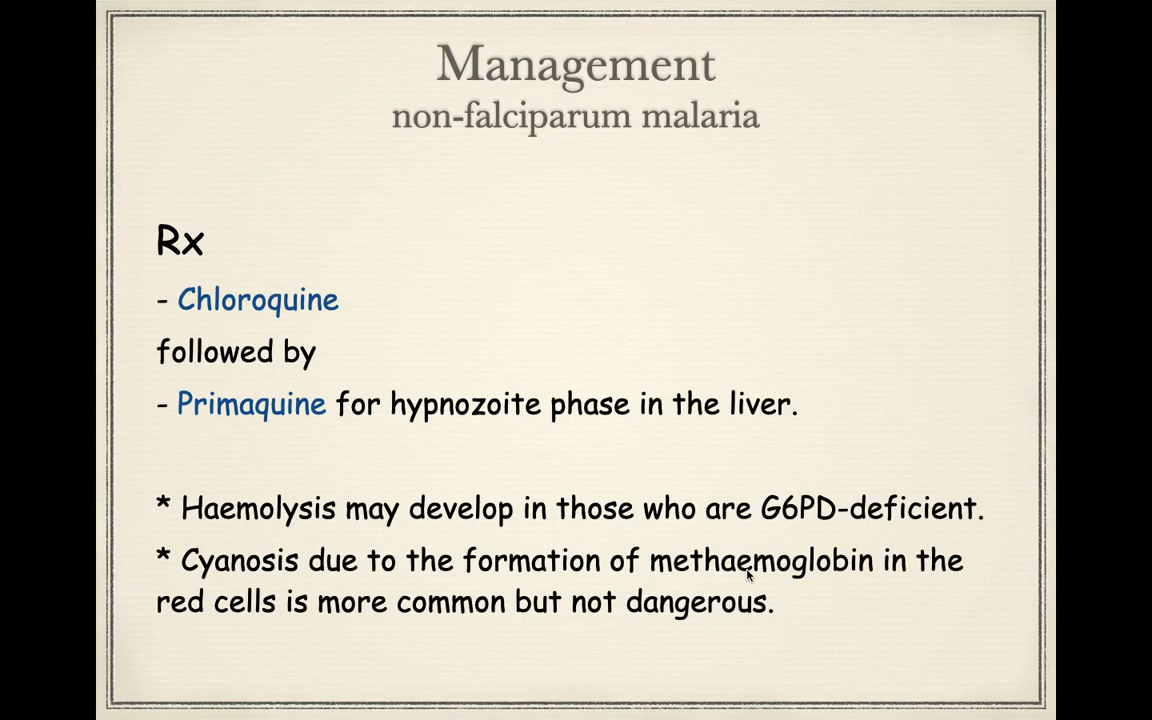 Management
non-falciparum malaria
Rx
- Chloroquine
followed by
- Primaquine for hypnozoite phase in the liver.
* Haemolysis may develop in those who are G6PD-deficient.
* Cyanosis due to the formation of methaemoglobin in the
red cells is more common but not dangerous.